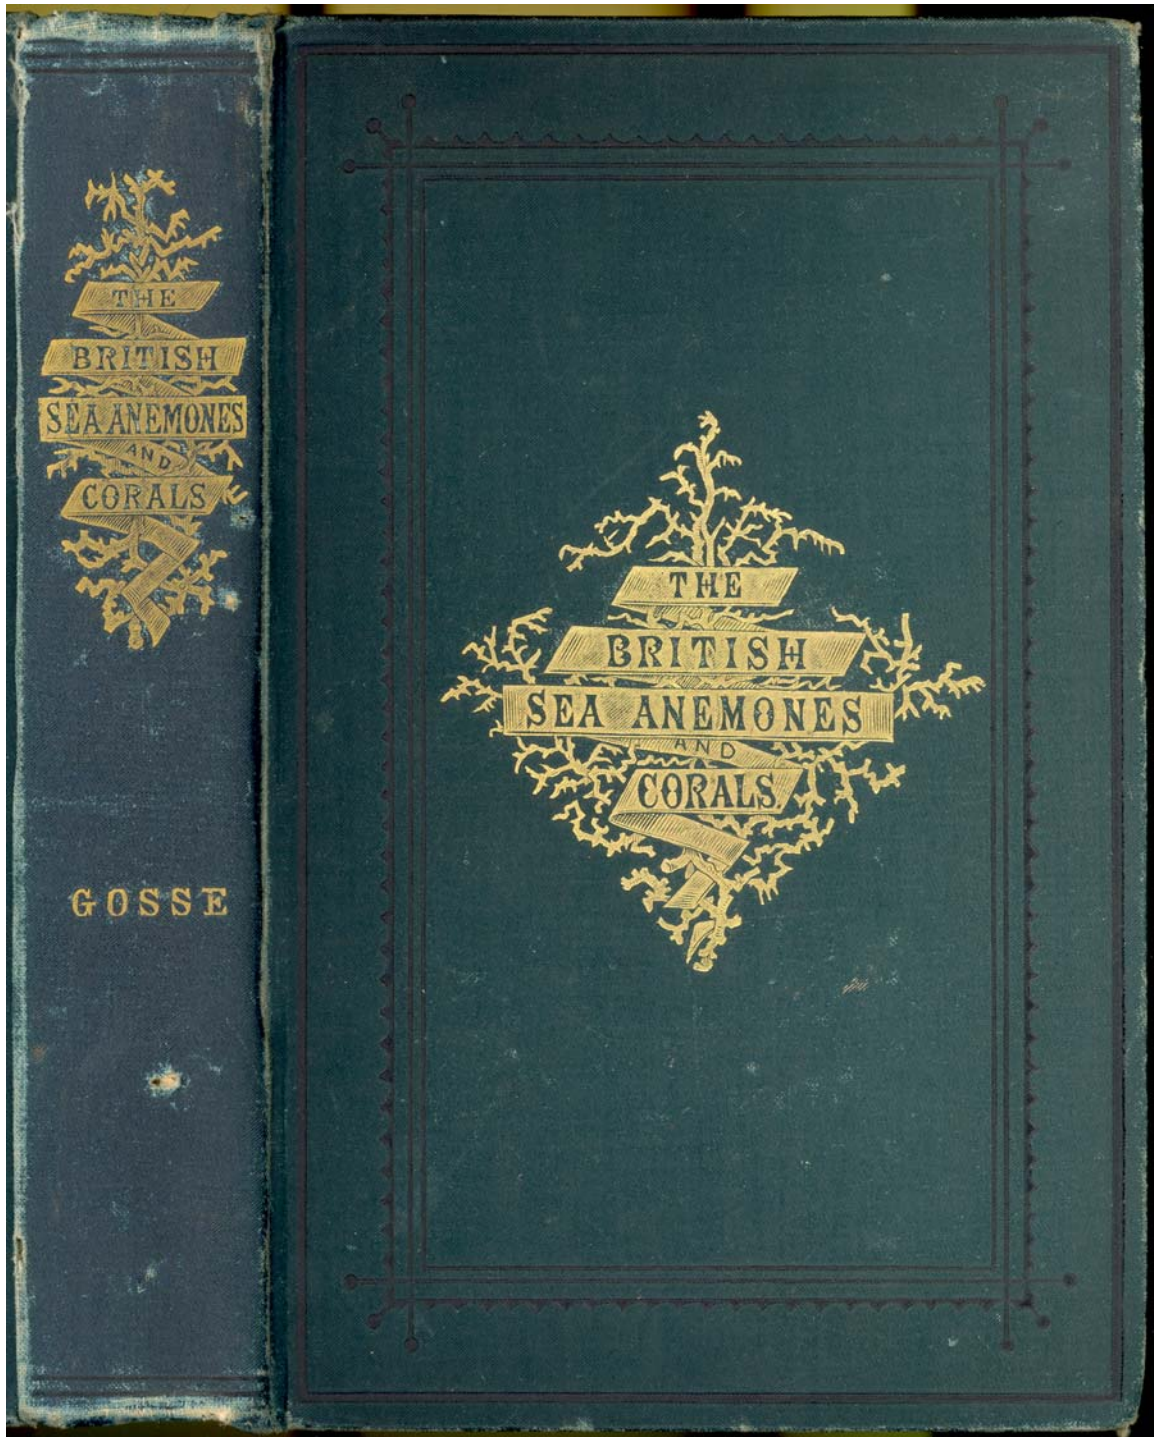 THE
BRITISH
SEA ANEMONES
AND
CORALS
GOSSE
THE
BRITISH
SEA ANEMONES
AND
CORALS